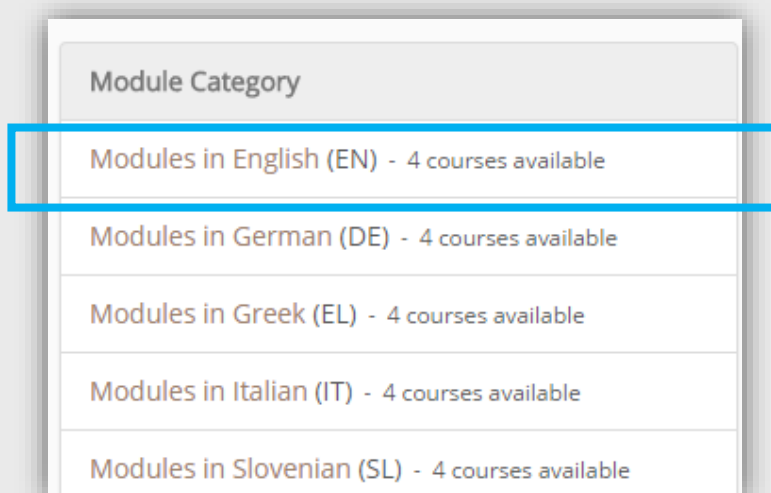 Module Category
Modules in English (EN) - 4 courses available
Modules in German (DE) - 4 courses available
Modules in Greek (EL) - 4 courses available
Modules in Italian (IT) - 4 courses available
Modules in Slovenian (SL) - 4 courses available